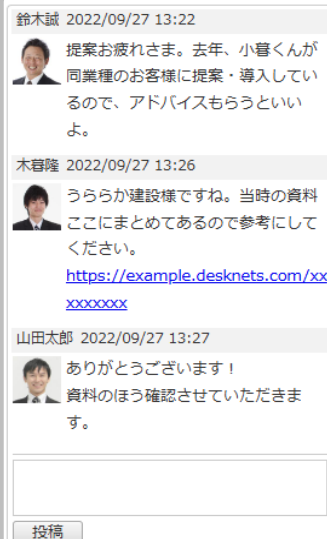 鈴木誠 2022/09/27 13:22
提案お疲れさま。去年、小暮くんが
同業種のお客様に提案・導入してい
るので、アドバイスもらうといい
よ。
木暮隆 2022/09/27 13:26
うららか建設様ですね。当時の資料
ここにまとめてあるので参考にして
ください。
https://example.desknets.com/xx
xxxxxxx
山田太郎 2022/09/27 13:27
ありがとうございます！
資料のほう確認させていただきま
す。
投稿